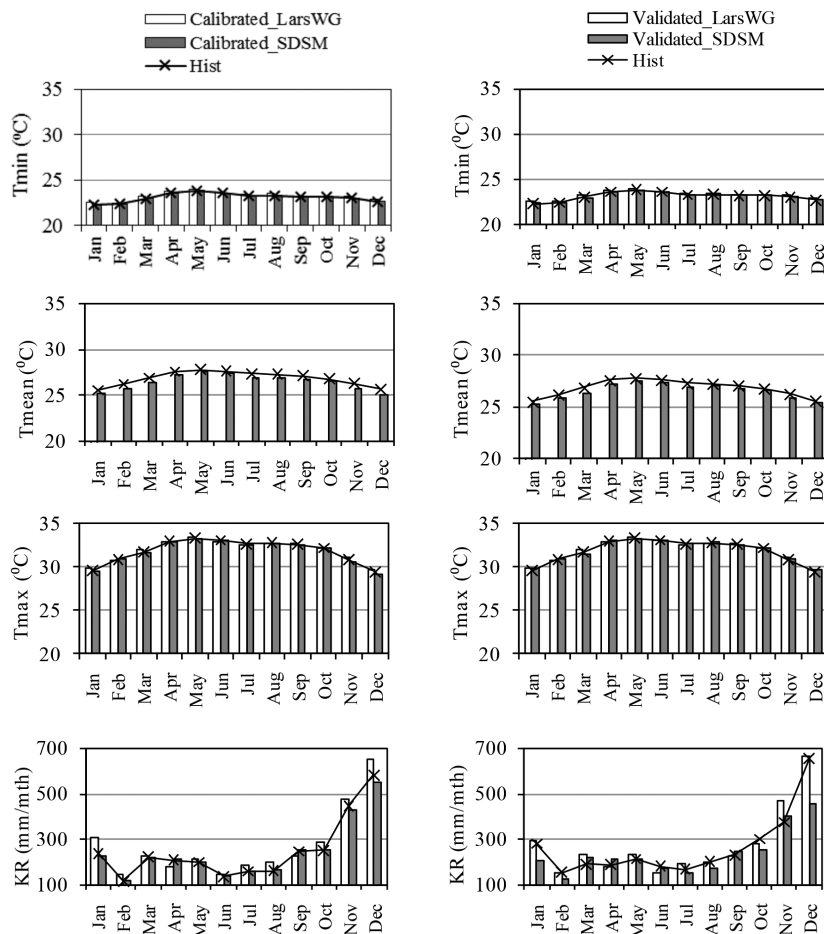 Calibrated_LarsWG
Calibrated_SDSM
Hist
Tmin (ºC)
35
30
25
20
Jan Feb Mar Apr May Jun Jul Aug Sep Oct Nov Dec
Validated_LarsWG
Validated_SDSM
Hist
Tmin (⁰C)
35
30
25
20
Jan Feb Mar Apr May Jun Jul Aug Sep Oct Nov Dec
Tmean (⁰C)
35
30
25
20
Jan Feb Mar Apr May Jun Jul Aug Sep Oct Nov Dec
Tmean (⁰C)
35
30
25
20
Jan Feb Mar Apr May Jun Jul Aug Sep Oct Nov Dec
Tmax (⁰C)
35
30
25
20
Jan Feb Mar Apr May Jun Jul Aug Sep Oct Nov Dec
Tmax (⁰C)
35
30
25
20
Jan Feb Mar Apr May Jun Jul Aug Sep Oct Nov Dec
KR (mm/mth)
700
500
300
100
Jan Feb Mar Apr May Jun Jul Aug Sep Oct Nov Dec
KR (mm/mth)
700
500
300
100
Jan Feb Mar Apr May Jun Jul Aug Sep Oct Nov Dec